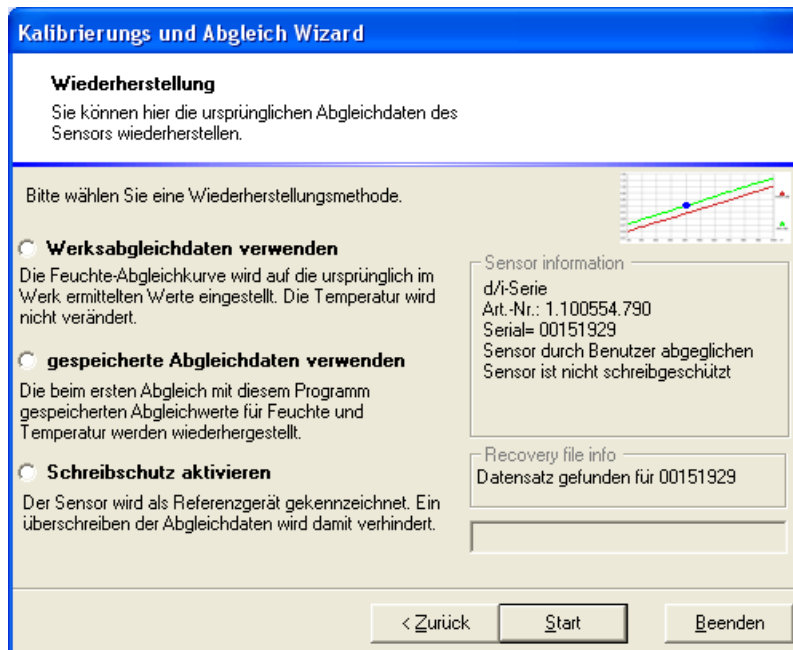 Kalibrierungs und Abgleich Wizard
Wiederherstellung
Sie können hier die ursprünglichen Abgleichdaten des
Sensors wiederherstellen.
Bitte wählen Sie eine Wiederherstellungsmethode.
Werksabgleichdaten verwenden
Die Feuchte-Abgleichkurve wird auf die ursprünglich im
Werk ermittelten Werte eingestellt. Die Temperatur wird
nicht verändert.
gespeicherte Abgleichdaten verwenden
Die beim ersten Abgleich mit diesem Programm
gespeicherten Abgleichwerte für Feuchte und
Temperatur werden wiederhergestellt.
Schreibschutz aktivieren
Der Sensor wird als Referenzgerät gekennzeichnet. Ein
überschreiben der Abgleichdaten wird damit verhindert.
Sensor information
d/i-Serie
Art.-Nr.: 1.100554.790
Serial= 00151929
Sensor durch Benutzer abgeglichen
Sensor ist nicht schreibgeschützt
Recovery file info
Datensatz gefunden für 00151929
< Zurück
Start
Beenden